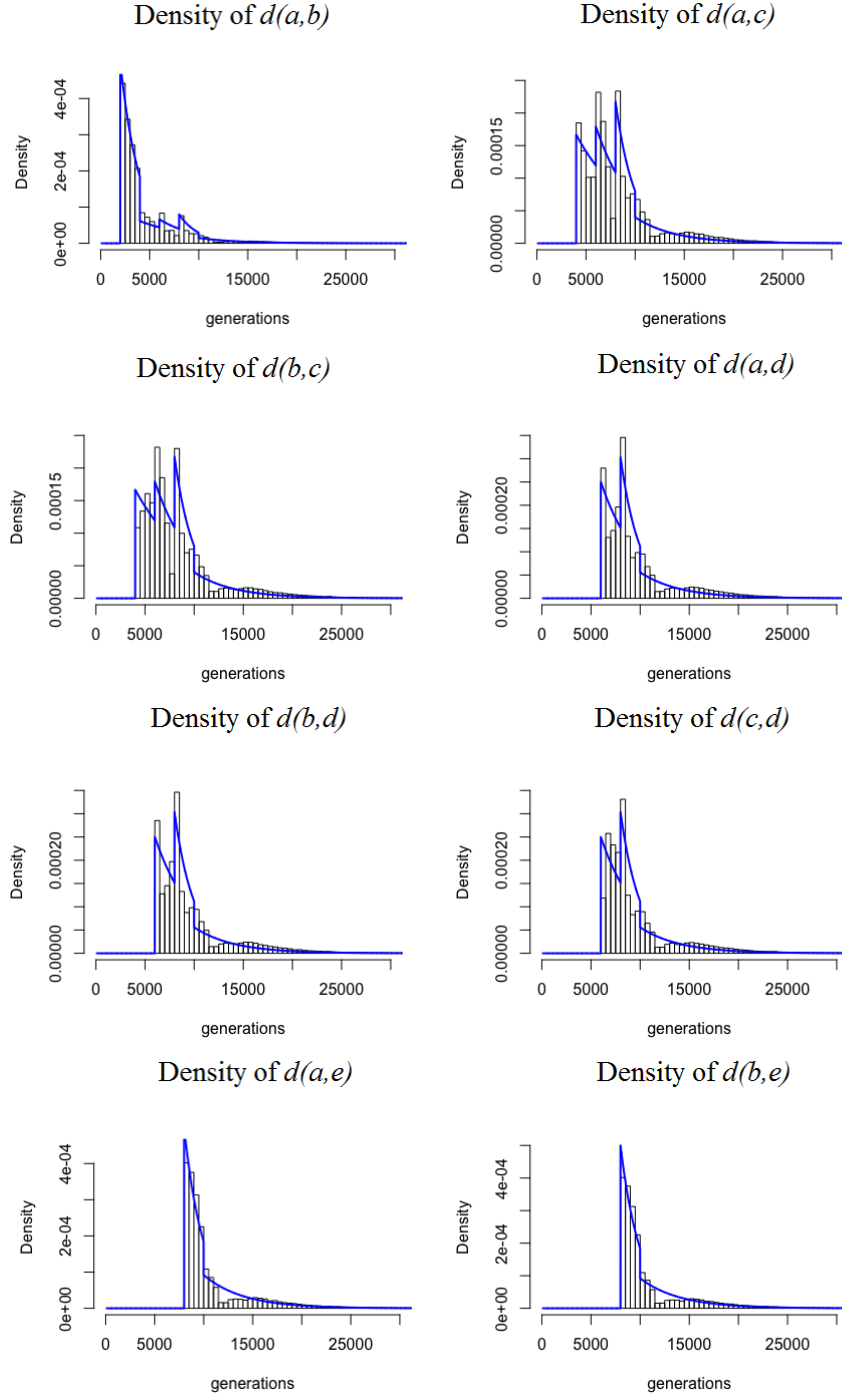 Density of d(a,b)
Density
0e+00 2e-04 4e-04
0 5000 15000 25000
generations
Density of d(a,c)
Density
0.00000 0.00015
0 5000 15000 25000
generations
Density of d(b,c)
Density
0.00000 0.00015
0 5000 15000 25000
generations
Density of d(a,d)
Density
0.00000 0.00020
0 5000 15000 25000
generations
Density of d(b,d)
Density
0.00000 0.00020
0 5000 15000 25000
generations
Density of d(c,d)
Density
0.00000 0.00020
0 5000 15000 25000
generations
Density of d(a,e)
Density
0e+00 2e-04 4e-04
0 5000 15000 25000
generations
Density of d(b,e)
Density
0e+00 2e-04 4e-04
0 5000 15000 25000
generations